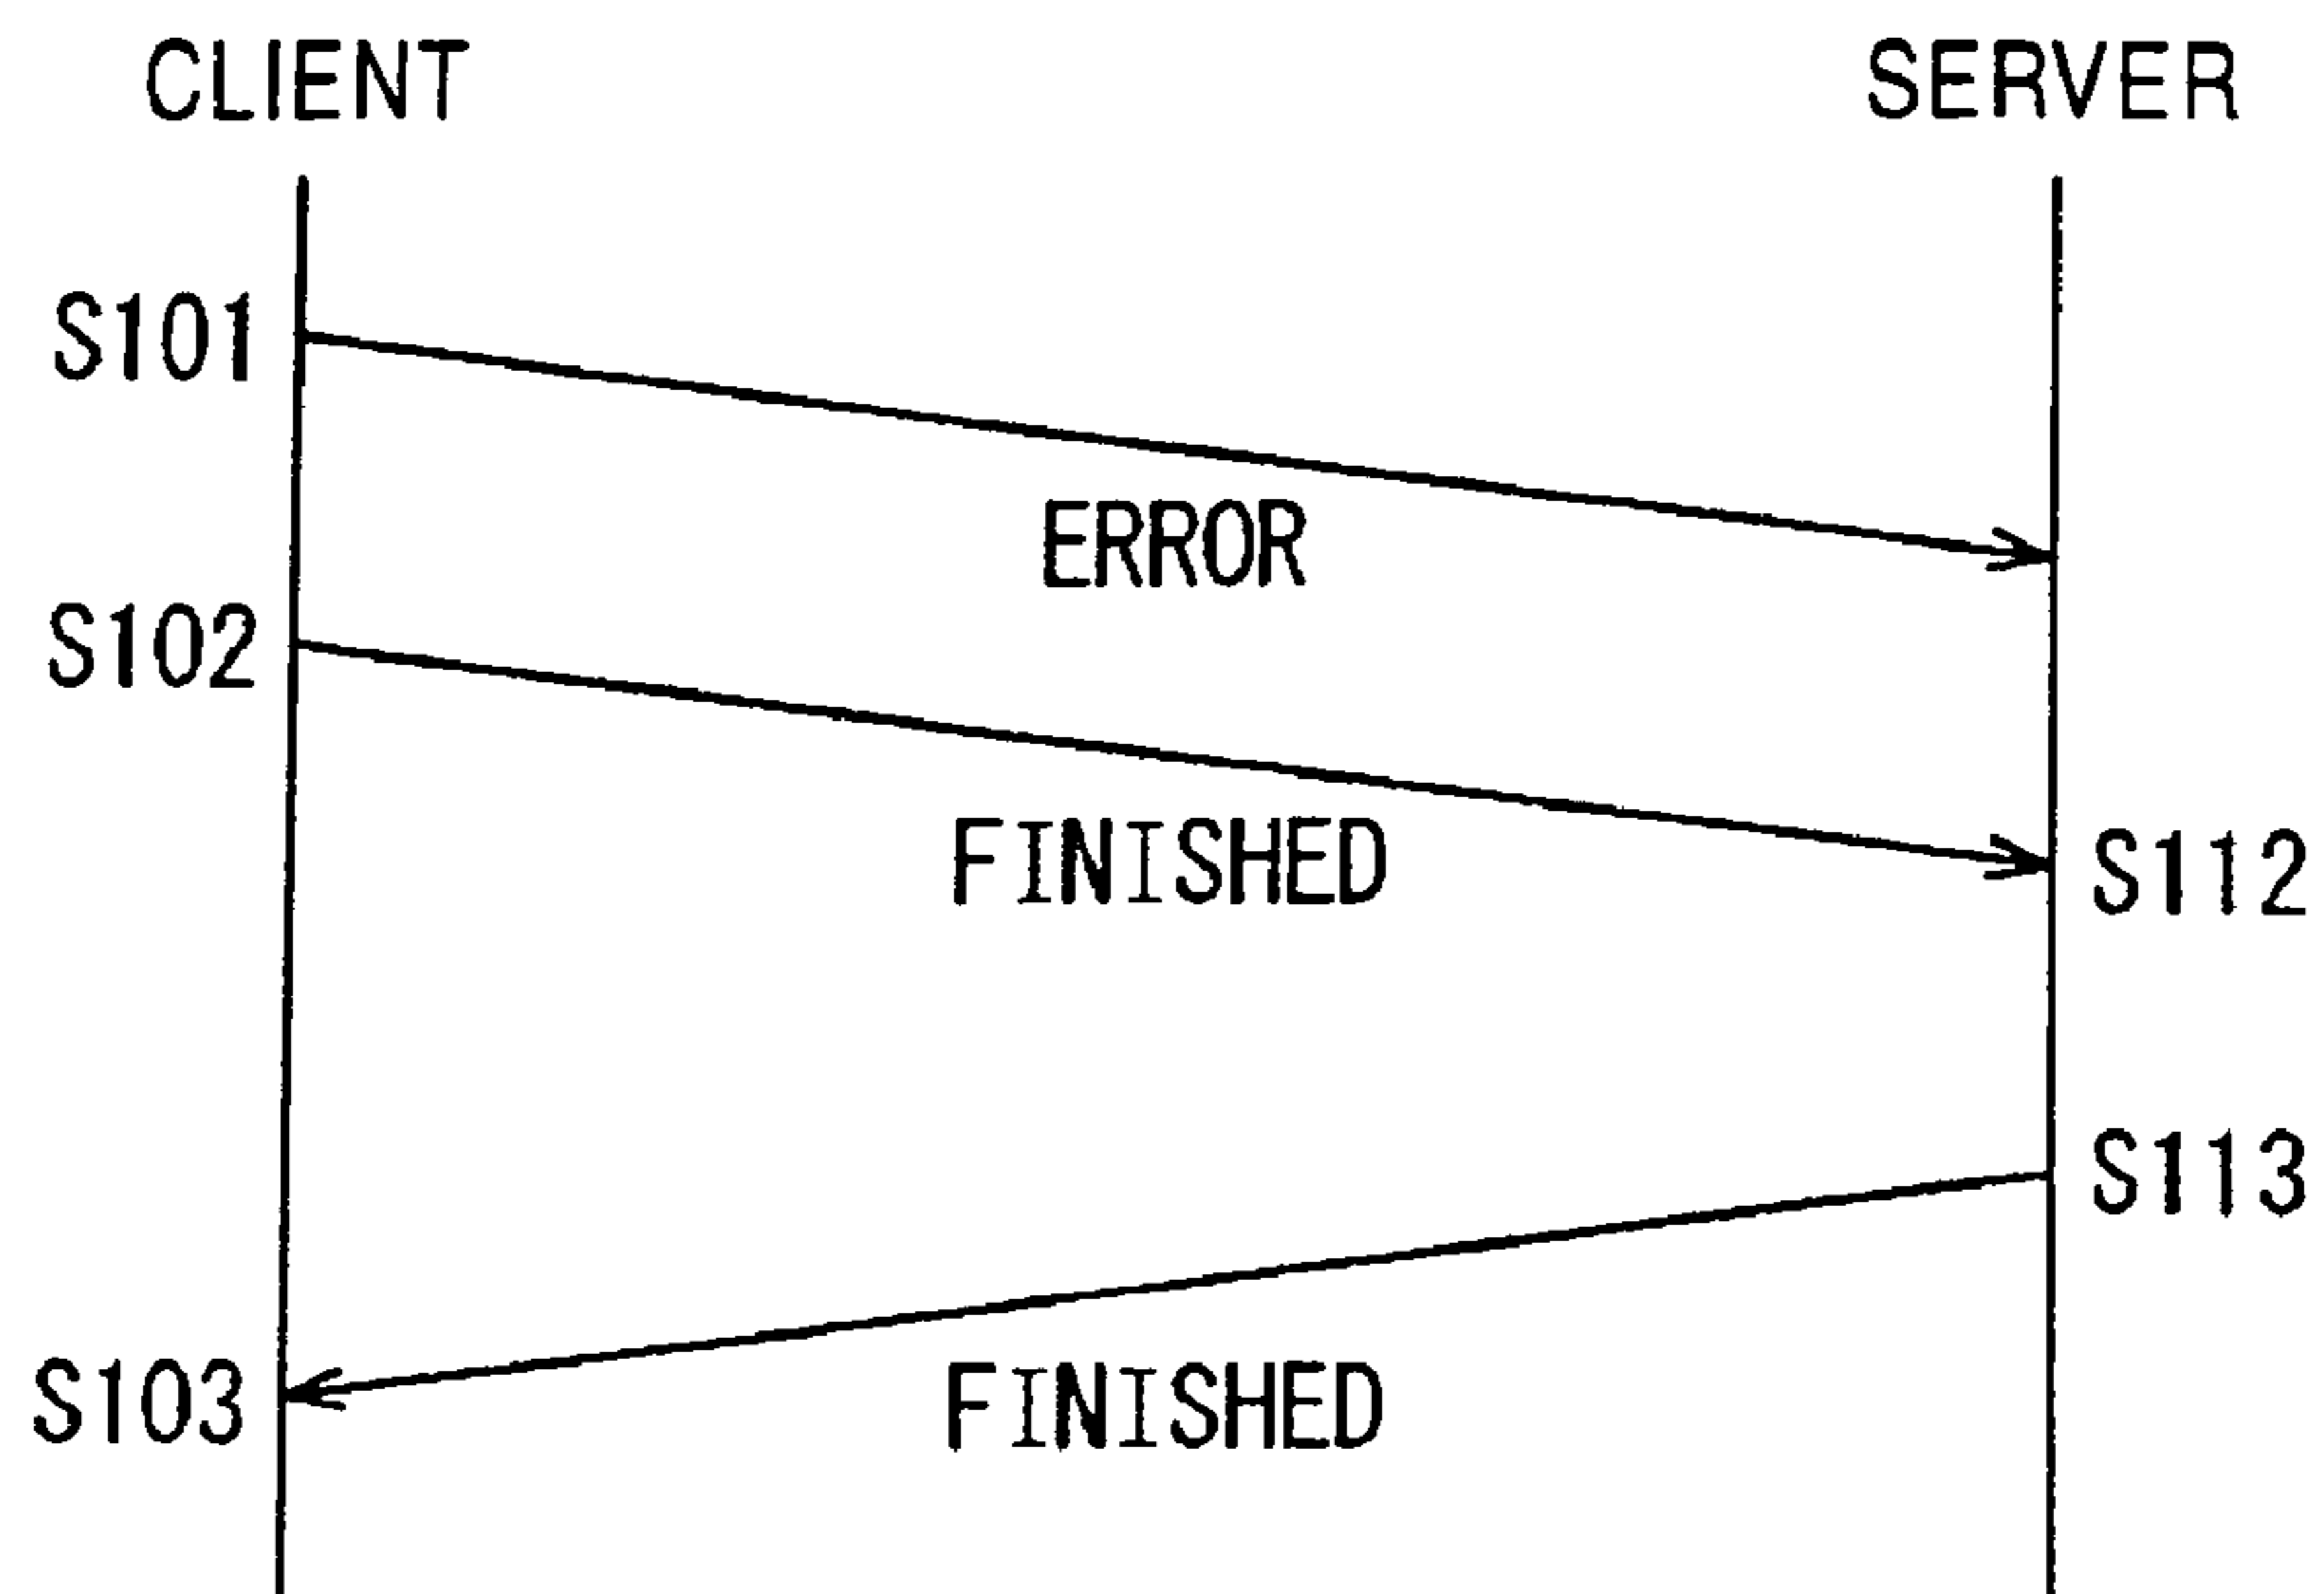 CLIENT
SERVER
S101
ERROR
S102
FINISHED
S112
S113
S103
FINISHED